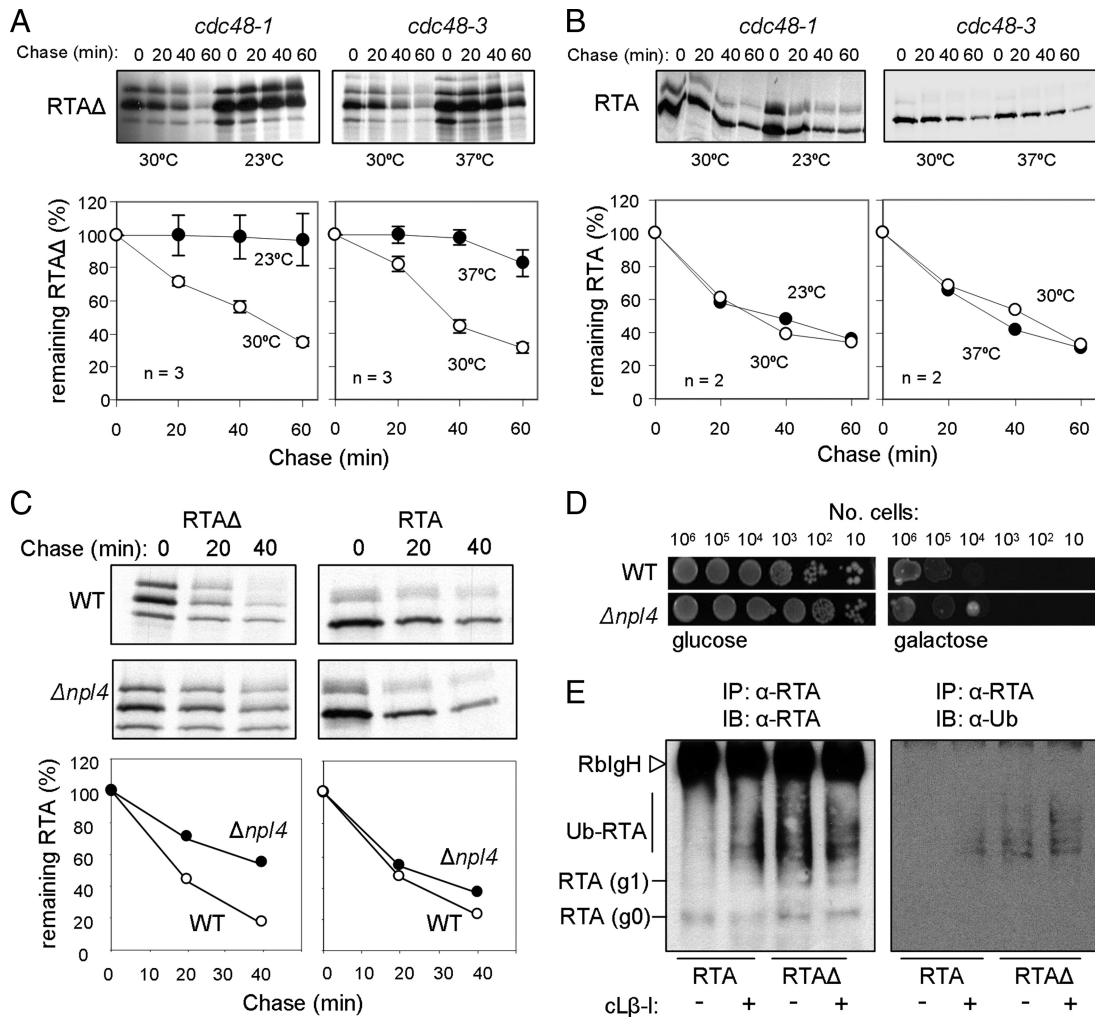 A
cdc48-1 cdc48-3
Chase (min): 0 20 40 60 0 20 40 60 0 20 40 60 0 20 40 60
RTAΔ
30ºC 23ºC 30ºC 37ºC
remaining RTAΔ (%)
120
100
80
60
40
20
0
23ºC
30ºC
n = 3
37ºC
30ºC
n = 3
0 20 40 60 0 20 40 60
Chase (min)
B
cdc48-1 cdc48-3
Chase (min): 0 20 40 60 0 20 40 60 0 20 40 60 0 20 40 60
RTA
30ºC 23ºC 30ºC 37ºC
remaining RTA (%)
120
100
80
60
40
20
0
23ºC
30ºC
n = 2
30ºC
37ºC
n = 2
0 20 40 60 0 20 40 60
Chase (min)
C
RTAΔ RTA
Chase (min): 0 20 40 0 20 40
WT
Δnpl4
remaining RTA (%)
120
100
80
60
40
20
0
Δnpl4
WT
Δnpl4
WT
0 10 20 30 40 0 10 20 30 40
Chase (min)
D
No. cells:
10⁶ 10⁵ 10⁴ 10³ 10² 10 10⁶ 10⁵ 10⁴ 10³ 10² 10
WT
Δnpl4
glucose galactose
E
IP: α-RTA IP: α-RTA
IB: α-RTA IB: α-Ub
RbIgH
Ub-RTA
RTA (g1)
RTA (g0)
RTA RTAΔ RTA RTAΔ
cLβ-I: - + - + - + - +